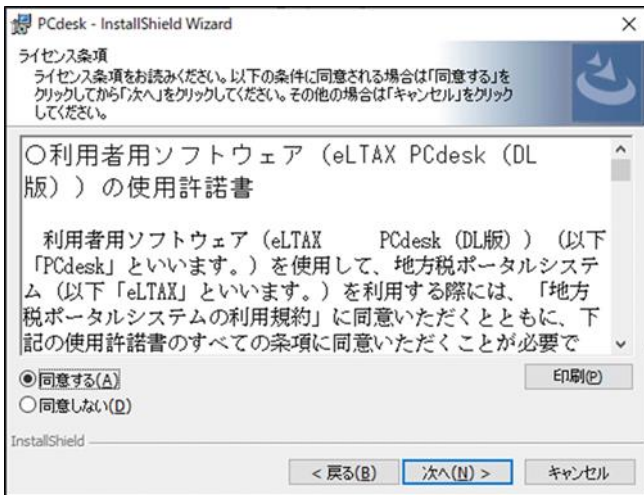 PCdesk - InstallShield Wizard
ライセンス条項
ライセンス条項をお読みください。以下の条件に同意される場合は「同意する」を
クリックしてから「次へ」をクリックしてください。その他の場合は「キャンセル」をクリック
してください。
○利用者用ソフトウェア（eLTAX PCdesk（DL
版））の使用許諾書
利用者用ソフトウェア（eLTAX　　PCdesk（DL版））（以下
「PCdesk」といいます。）を使用して、地方税ポータルシステ
ム（以下「eLTAX」といいます。）を利用する際には、「地方
税ポータルシステムの利用規約」に同意いただくとともに、下
記の使用許諾書のすべての条項に同意いただくことが必要で
同意する(A)
印刷(P)
同意しない(D)
InstallShield
< 戻る(B)
次へ(N) >
キャンセル